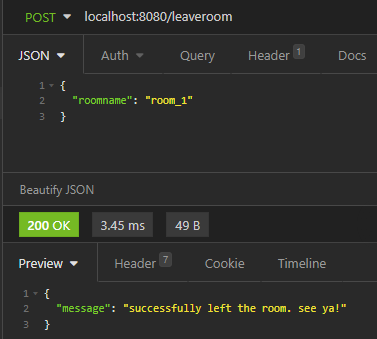 POST localhost:8080/leaveroom
JSON Auth Query Header 1 Docs
1 {
2 "roomname": "room_1"
3 }
Beautify JSON
200 OK 3.45 ms 49 B
Preview Header 7 Cookie Timeline
1 {
2 "message": "successfully left the room. see ya!"
3 }